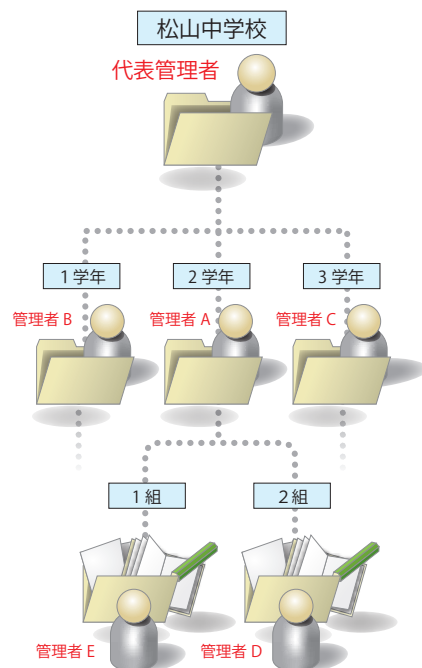 松山中学校
代表管理者
1 学年
2 学年
3 学年
管理者 B
管理者 A
管理者 C
1 組
2 組
管理者 E
管理者 D